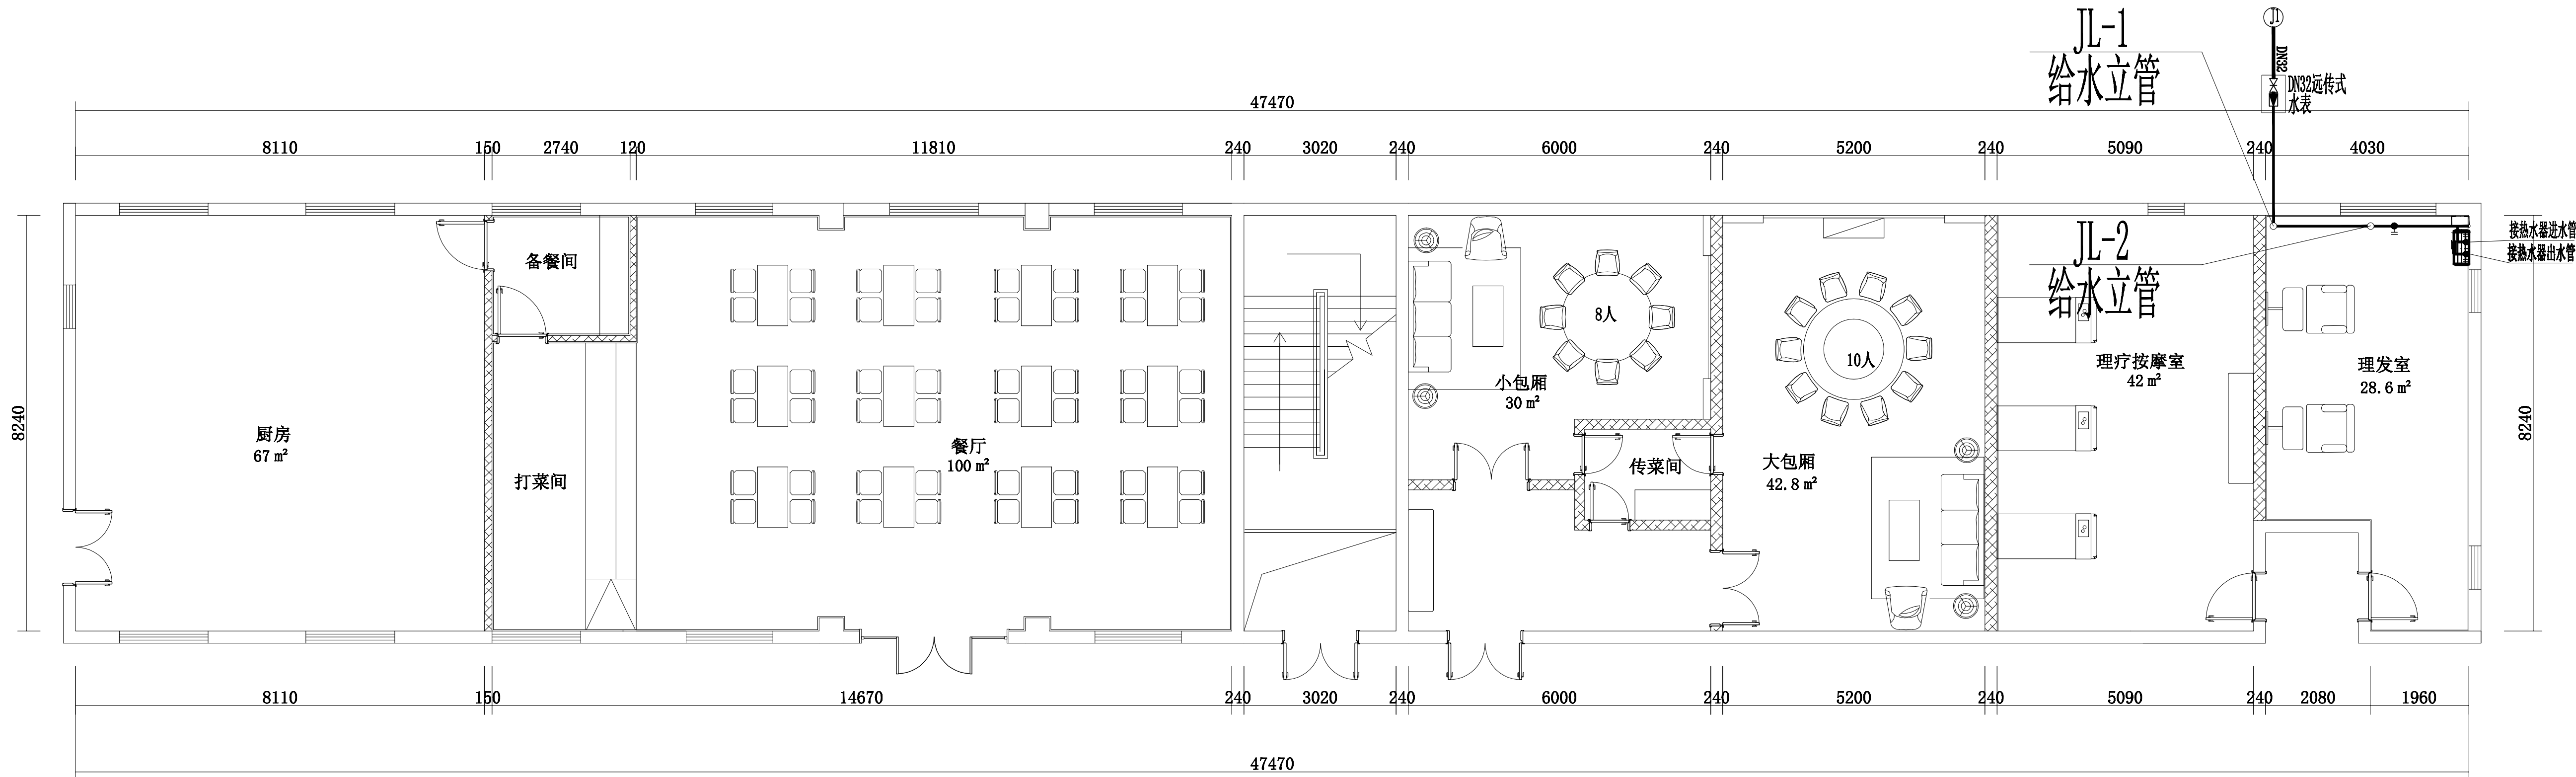 JL-1
给水立管
J1
DN32
DN32远传式
水表
47470
8110
150
2740
120
11810
240
3020
240
6000
240
5200
240
5090
240
4030
接热水器进水管
接热水器出水管
JL-2
给水立管
备餐间
8人
10人
理疗按摩室
42㎡
理发室
28.6㎡
小包厢
30㎡
8240
8240
厨房
67㎡
餐厅
100㎡
打菜间
传菜间
大包厢
42.8㎡
8110
150
14670
240
3020
240
6000
240
5200
240
5090
240
2080
1960
47470